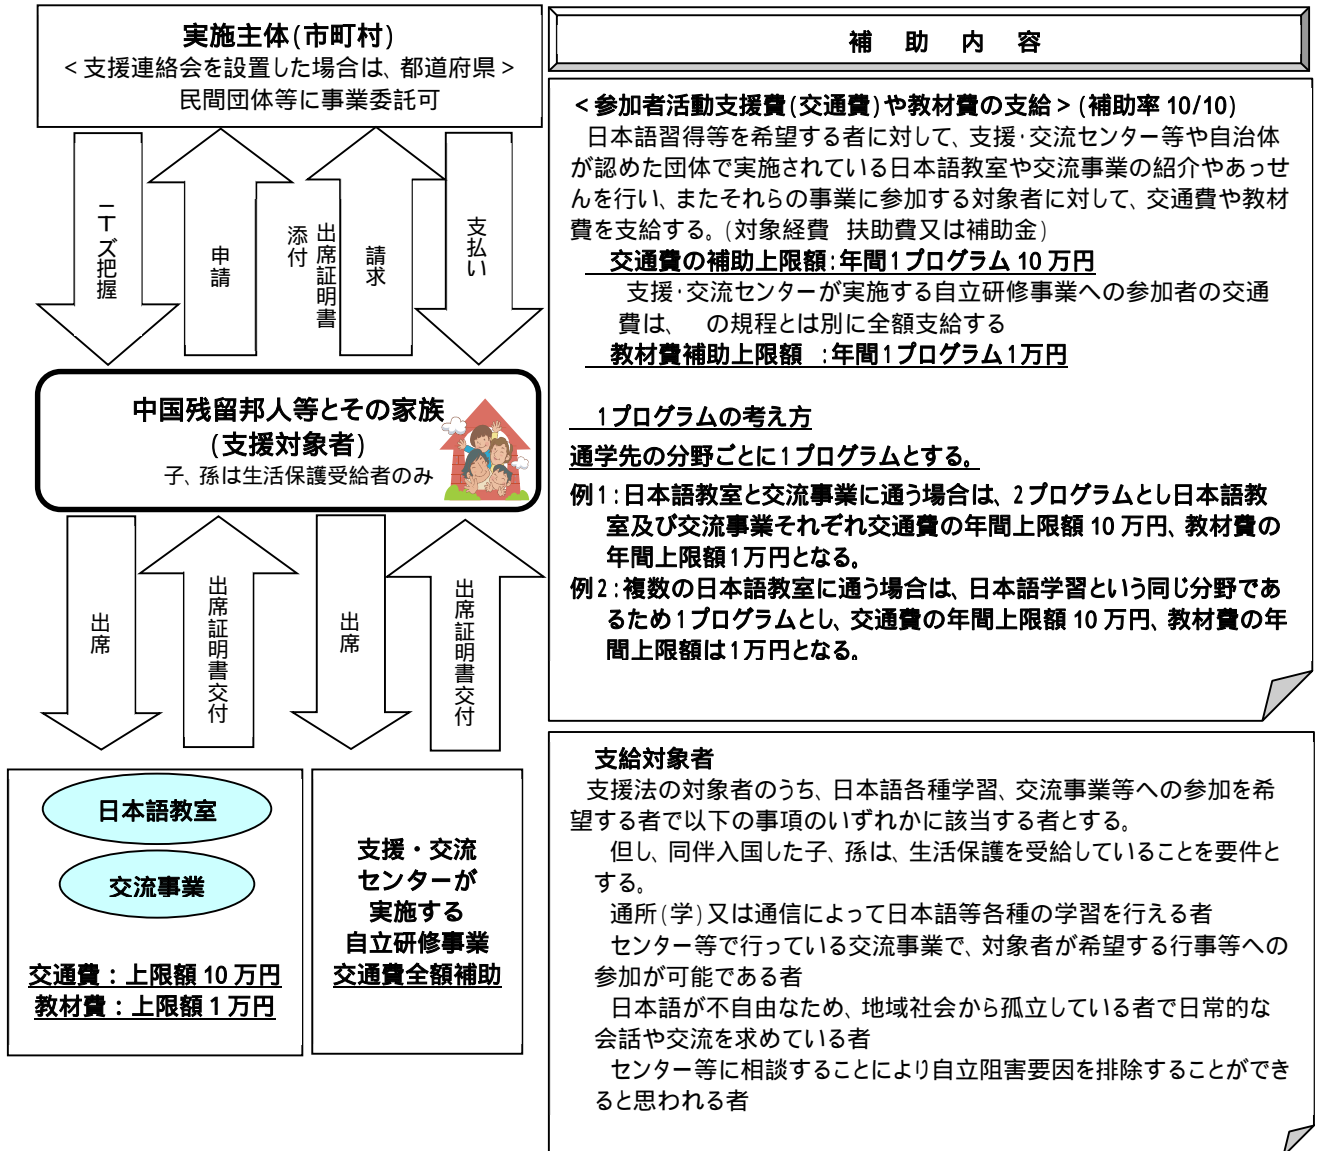 実施主体(市町村)
<支援連絡会を設置した場合は、都道府県>
民間団体等に事業委託可
ニーズ把握
申請
出席証明書
添付
請求
支払い
中国残留邦人等とその家族
(支援対象者)
子、孫は生活保護受給者のみ
出席
出席証明書交付
出席
出席証明書交付
日本語教室
交流事業
交通費:上限額10万円
教材費:上限額1万円
支援・交流
センターが
実施する
自立研修事業
交通費全額補助
補 助 内 容
<参加者活動支援費(交通費)や教材費の支給>(補助率10/10)
日本語習得等を希望する者に対して、支援・交流センター等や自治体
が認めた団体で実施されている日本語教室や交流事業の紹介やあっせ
んを行い、またそれらの事業に参加する対象者に対して、交通費や教材
費を支給する。(対象経費 扶助費又は補助金)
交通費の補助上限額:年間1プログラム10万円
支援・交流センターが実施する自立研修事業への参加者の交通
費は、 の規程とは別に全額支給する
教材費補助上限額 :年間1プログラム1万円
1プログラムの考え方
通学先の分野ごとに1プログラムとする。
例1:日本語教室と交流事業に通う場合は、2プログラムとし日本語教
室及び交流事業それぞれ交通費の年間上限額10万円、教材費の
年間上限額1万円となる。
例2:複数の日本語教室に通う場合は、日本語学習という同じ分野であ
るため1プログラムとし、交通費の年間上限額10万円、教材費の年
間上限額は1万円となる。
支給対象者
支援法の対象者のうち、日本語各種学習、交流事業等への参加を希
望する者で以下の事項のいずれかに該当する者とする。
但し、同伴入国した子、孫は、生活保護を受給していることを要件と
する。
通所(学)又は通信によって日本語等各種の学習を行える者
センター等で行っている交流事業で、対象者が希望する行事等への
参加が可能である者
日本語が不自由なため、地域社会から孤立している者で日常的な
会話や交流を求めている者
センター等に相談することにより自立阻害要因を排除することができ
ると思われる者